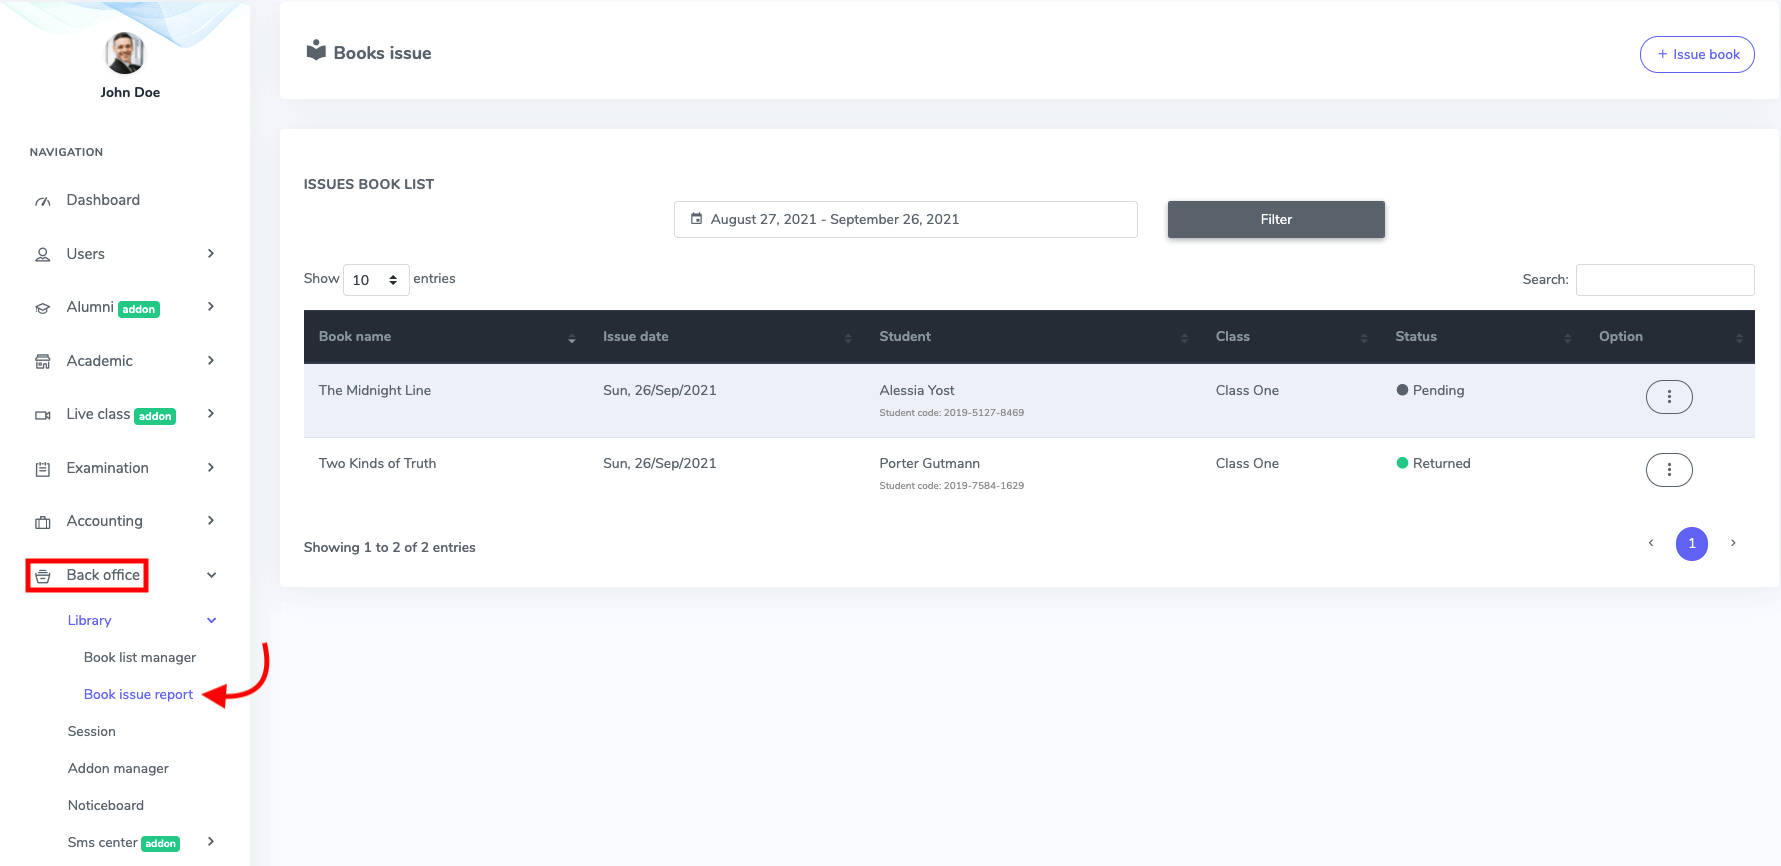 John Doe
NAVIGATION
Dashboard
Users
Alumni addon
Academic
Live class addon
Examination
Accounting
Back office
Library
Book list manager
Book issue report
Session
Addon manager
Noticeboard
Sms center addon
Books issue
+ Issue book
ISSUES BOOK LIST
August 27, 2021 - September 26, 2021
Filter
Show 10 entries
Search:
Book name Issue date Student Class Status Option
The Midnight Line Sun, 26/Sep/2021 Alessia Yost Class One Pending
Student code: 2019-5127-8469
Two Kinds of Truth Sun, 26/Sep/2021 Porter Gutmann Class One Returned
Student code: 2019-7584-1629
Showing 1 to 2 of 2 entries
‹ 1 ›